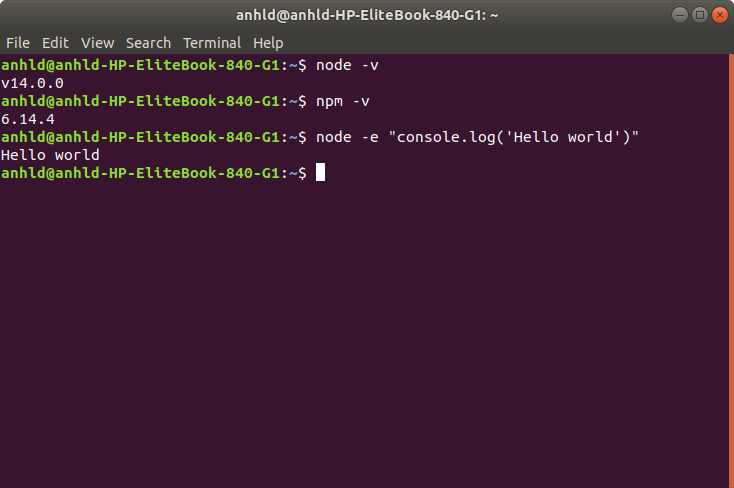 anhld@anhld-HP-EliteBook-840-G1: ~
File Edit View Search Terminal Help
anhld@anhld-HP-EliteBook-840-G1:~$ node -v
v14.0.0
anhld@anhld-HP-EliteBook-840-G1:~$ npm -v
6.14.4
anhld@anhld-HP-EliteBook-840-G1:~$ node -e "console.log('Hello world')"
Hello world
anhld@anhld-HP-EliteBook-840-G1:~$